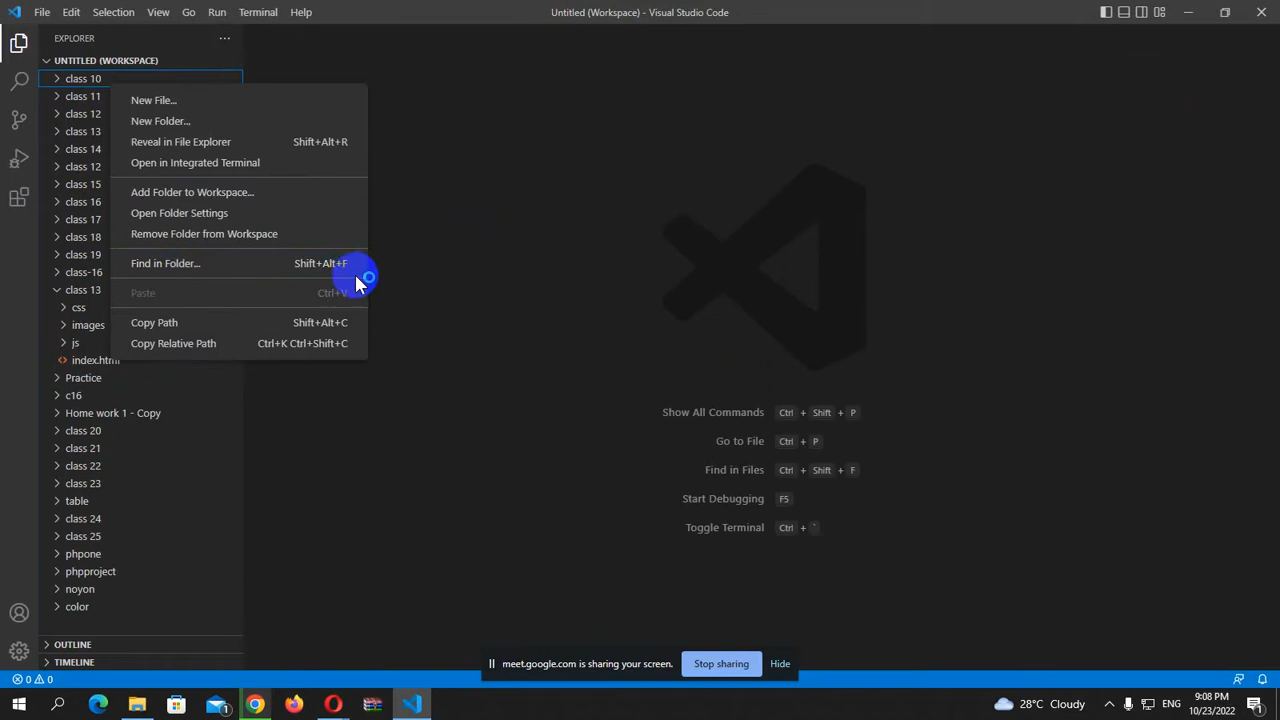 File Edit Selection View Go Run Terminal Help
Untitled (Workspace) - Visual Studio Code
EXPLORER
UNTITLED (WORKSPACE)
class 10
class 11
class 12
class 13
class 14
class 12
class 15
class 16
class 17
class 18
class 19
class-16
class 13
css
images
js
index.html
Practice
c16
Home work 1 - Copy
class 20
class 21
class 22
class 23
table
class 24
class 25
phpone
phpproject
noyon
color
OUTLINE
TIMELINE
New File...
New Folder...
Reveal in File Explorer Shift+Alt+R
Open in Integrated Terminal
Add Folder to Workspace...
Open Folder Settings
Remove Folder from Workspace
Find in Folder... Shift+Alt+F
Paste Ctrl+V
Copy Path Shift+Alt+C
Copy Relative Path Ctrl+K Ctrl+Shift+C
Show All Commands Ctrl + Shift + P
Go to File Ctrl + P
Find in Files Ctrl + Shift + F
Start Debugging F5
Toggle Terminal Ctrl + `
meet.google.com is sharing your screen. Stop sharing Hide
0 0
1
28°C Cloudy
ENG
9:08 PM
10/23/2022
1